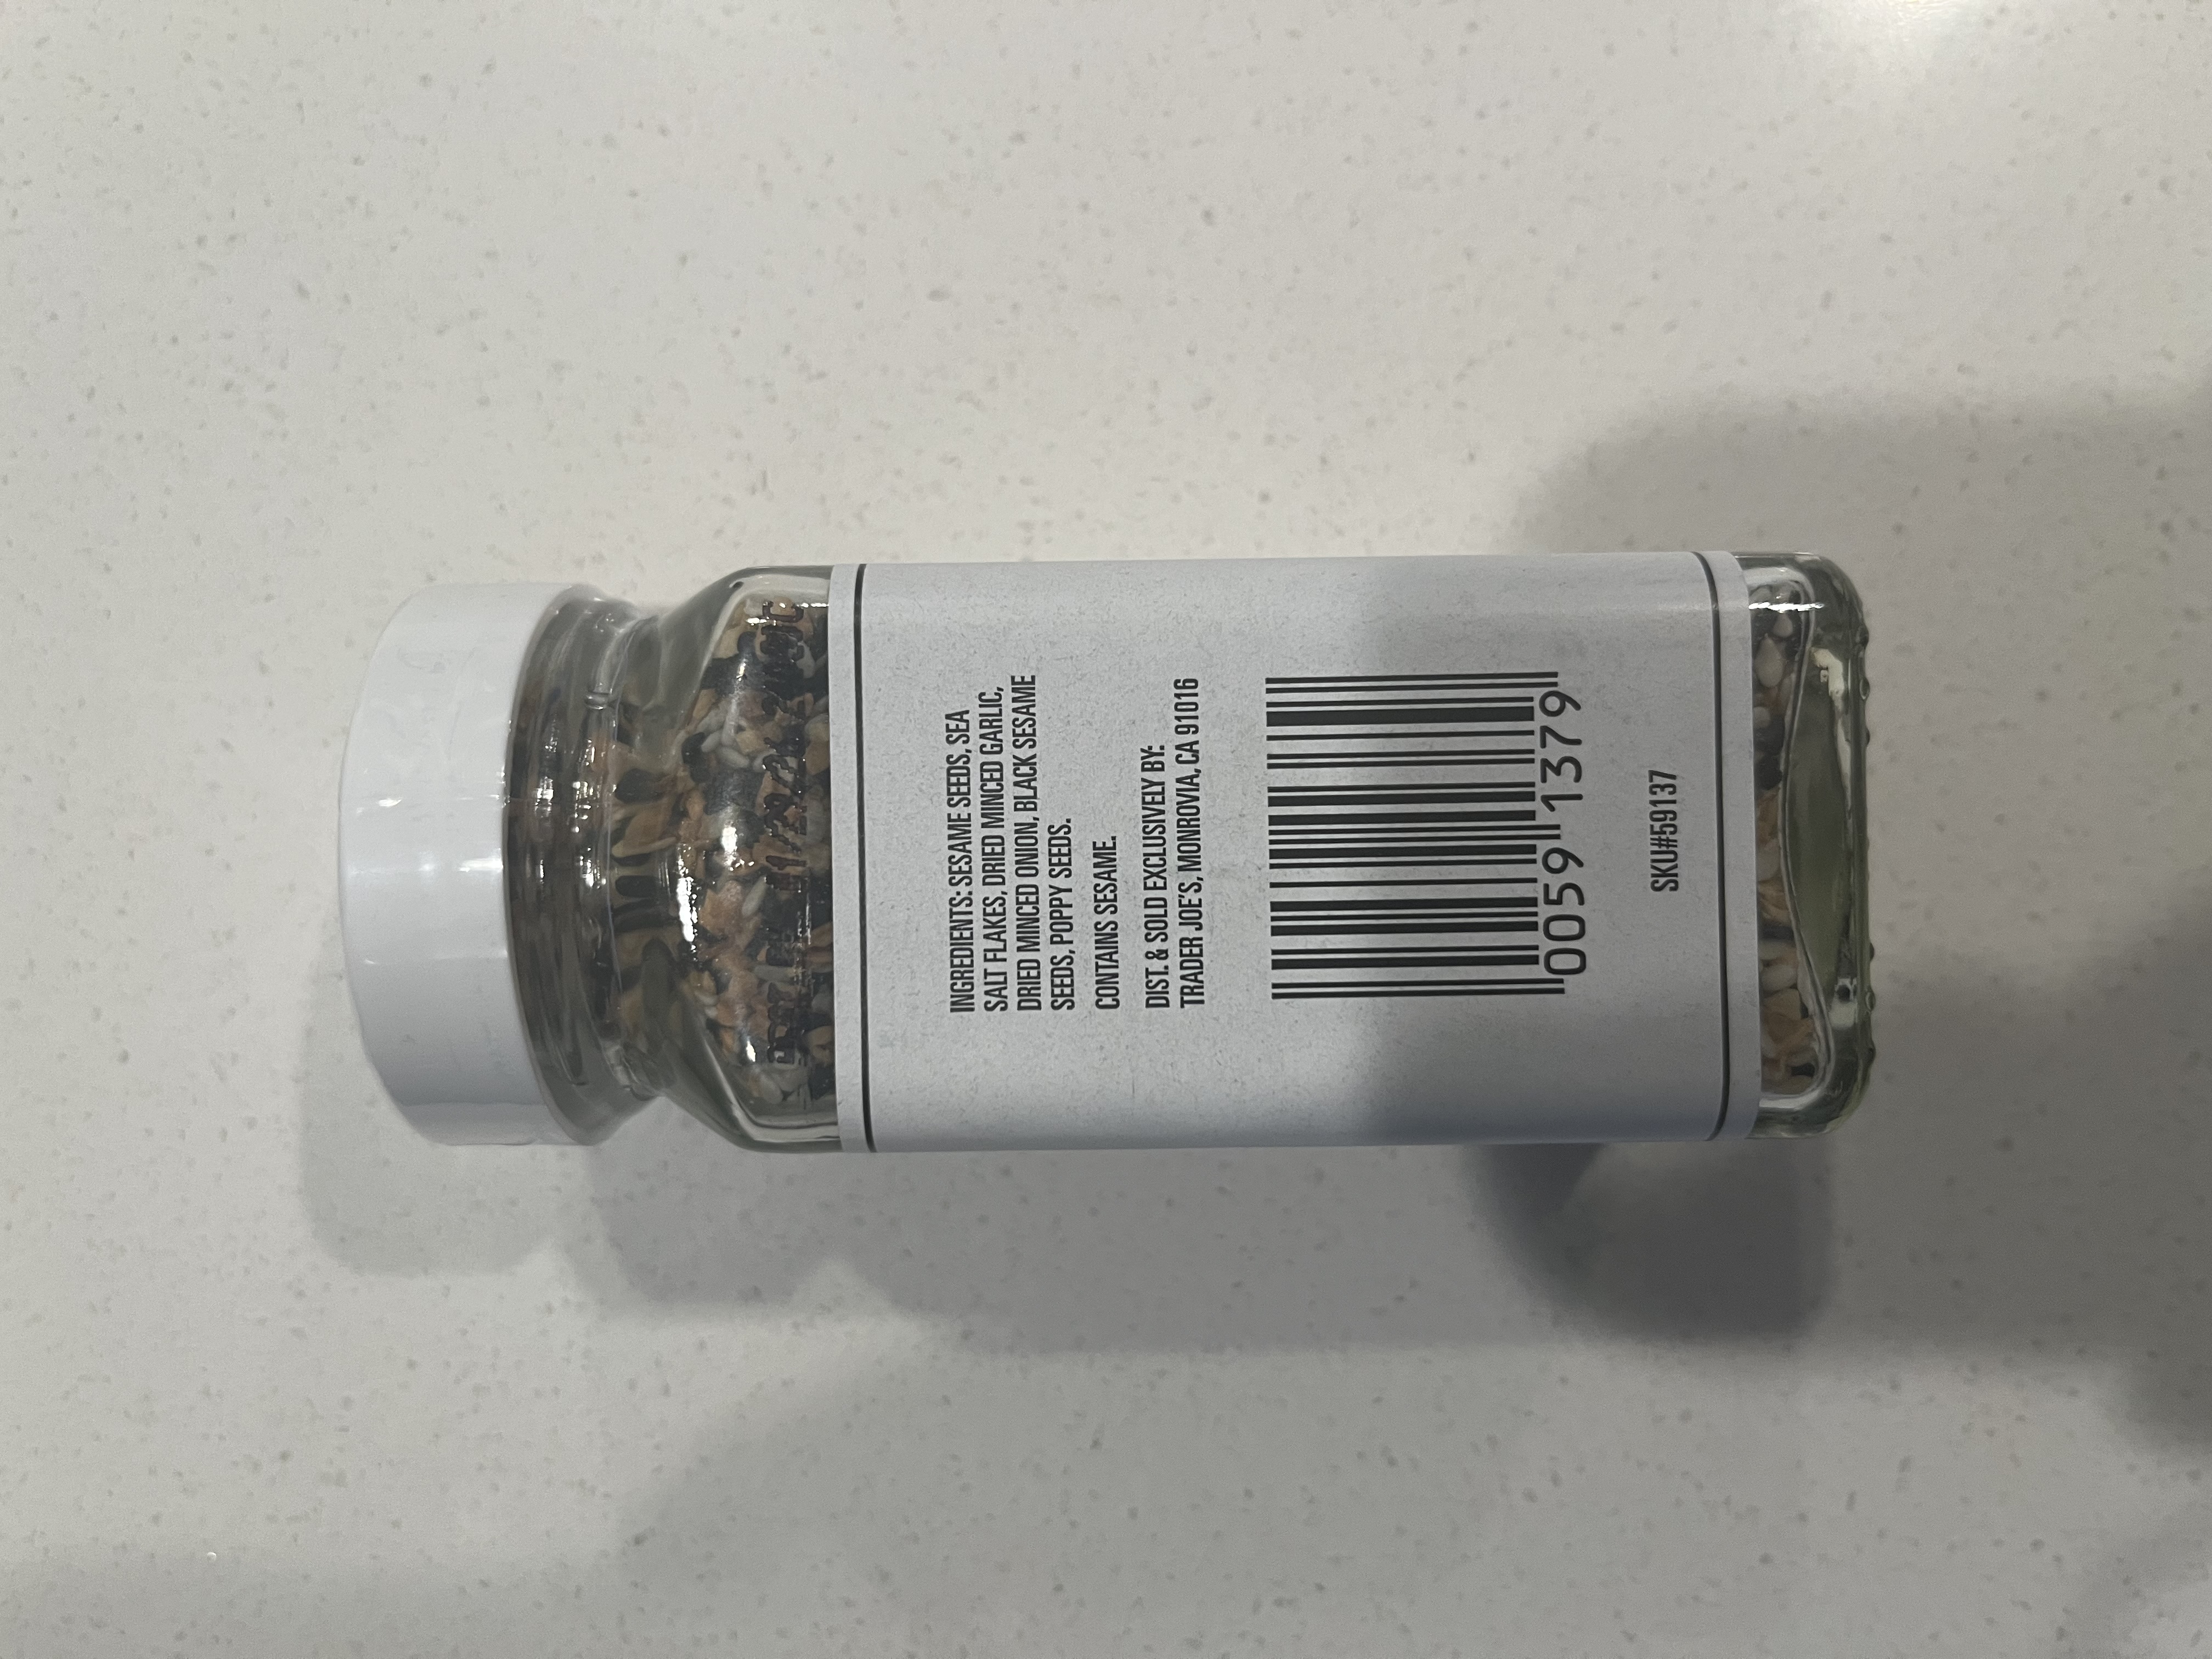 INGREDIENTS: SESAME SEEDS, SEA
SALT FLAKES, DRIED MINCED GARLIC,
DRIED MINCED ONION, BLACK SESAME
SEEDS, POPPY SEEDS.
CONTAINS SESAME.
DIST. & SOLD EXCLUSIVELY BY:
TRADER JOE'S, MONROVIA, CA 91016
0059 1379
SKU#59137